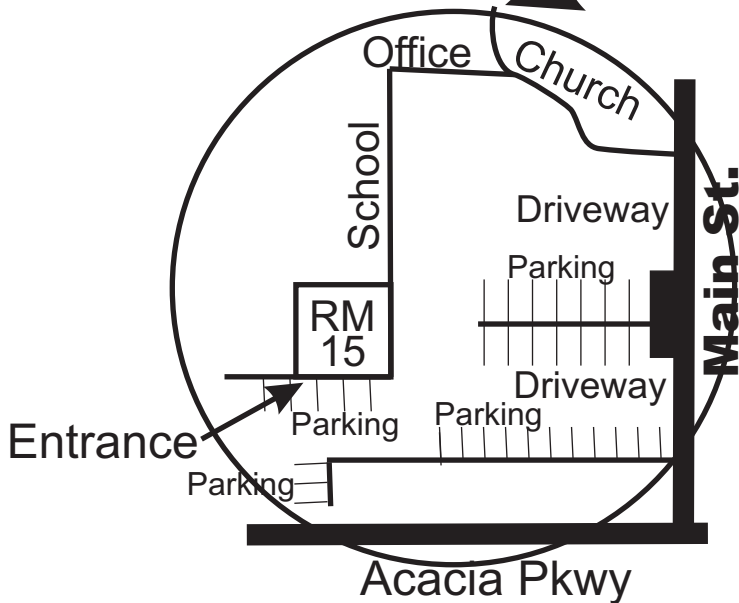 Office
Church
School
Driveway
Main St.
Parking
RM
15
Driveway
Parking
Parking
Entrance
Parking
Acacia Pkwy